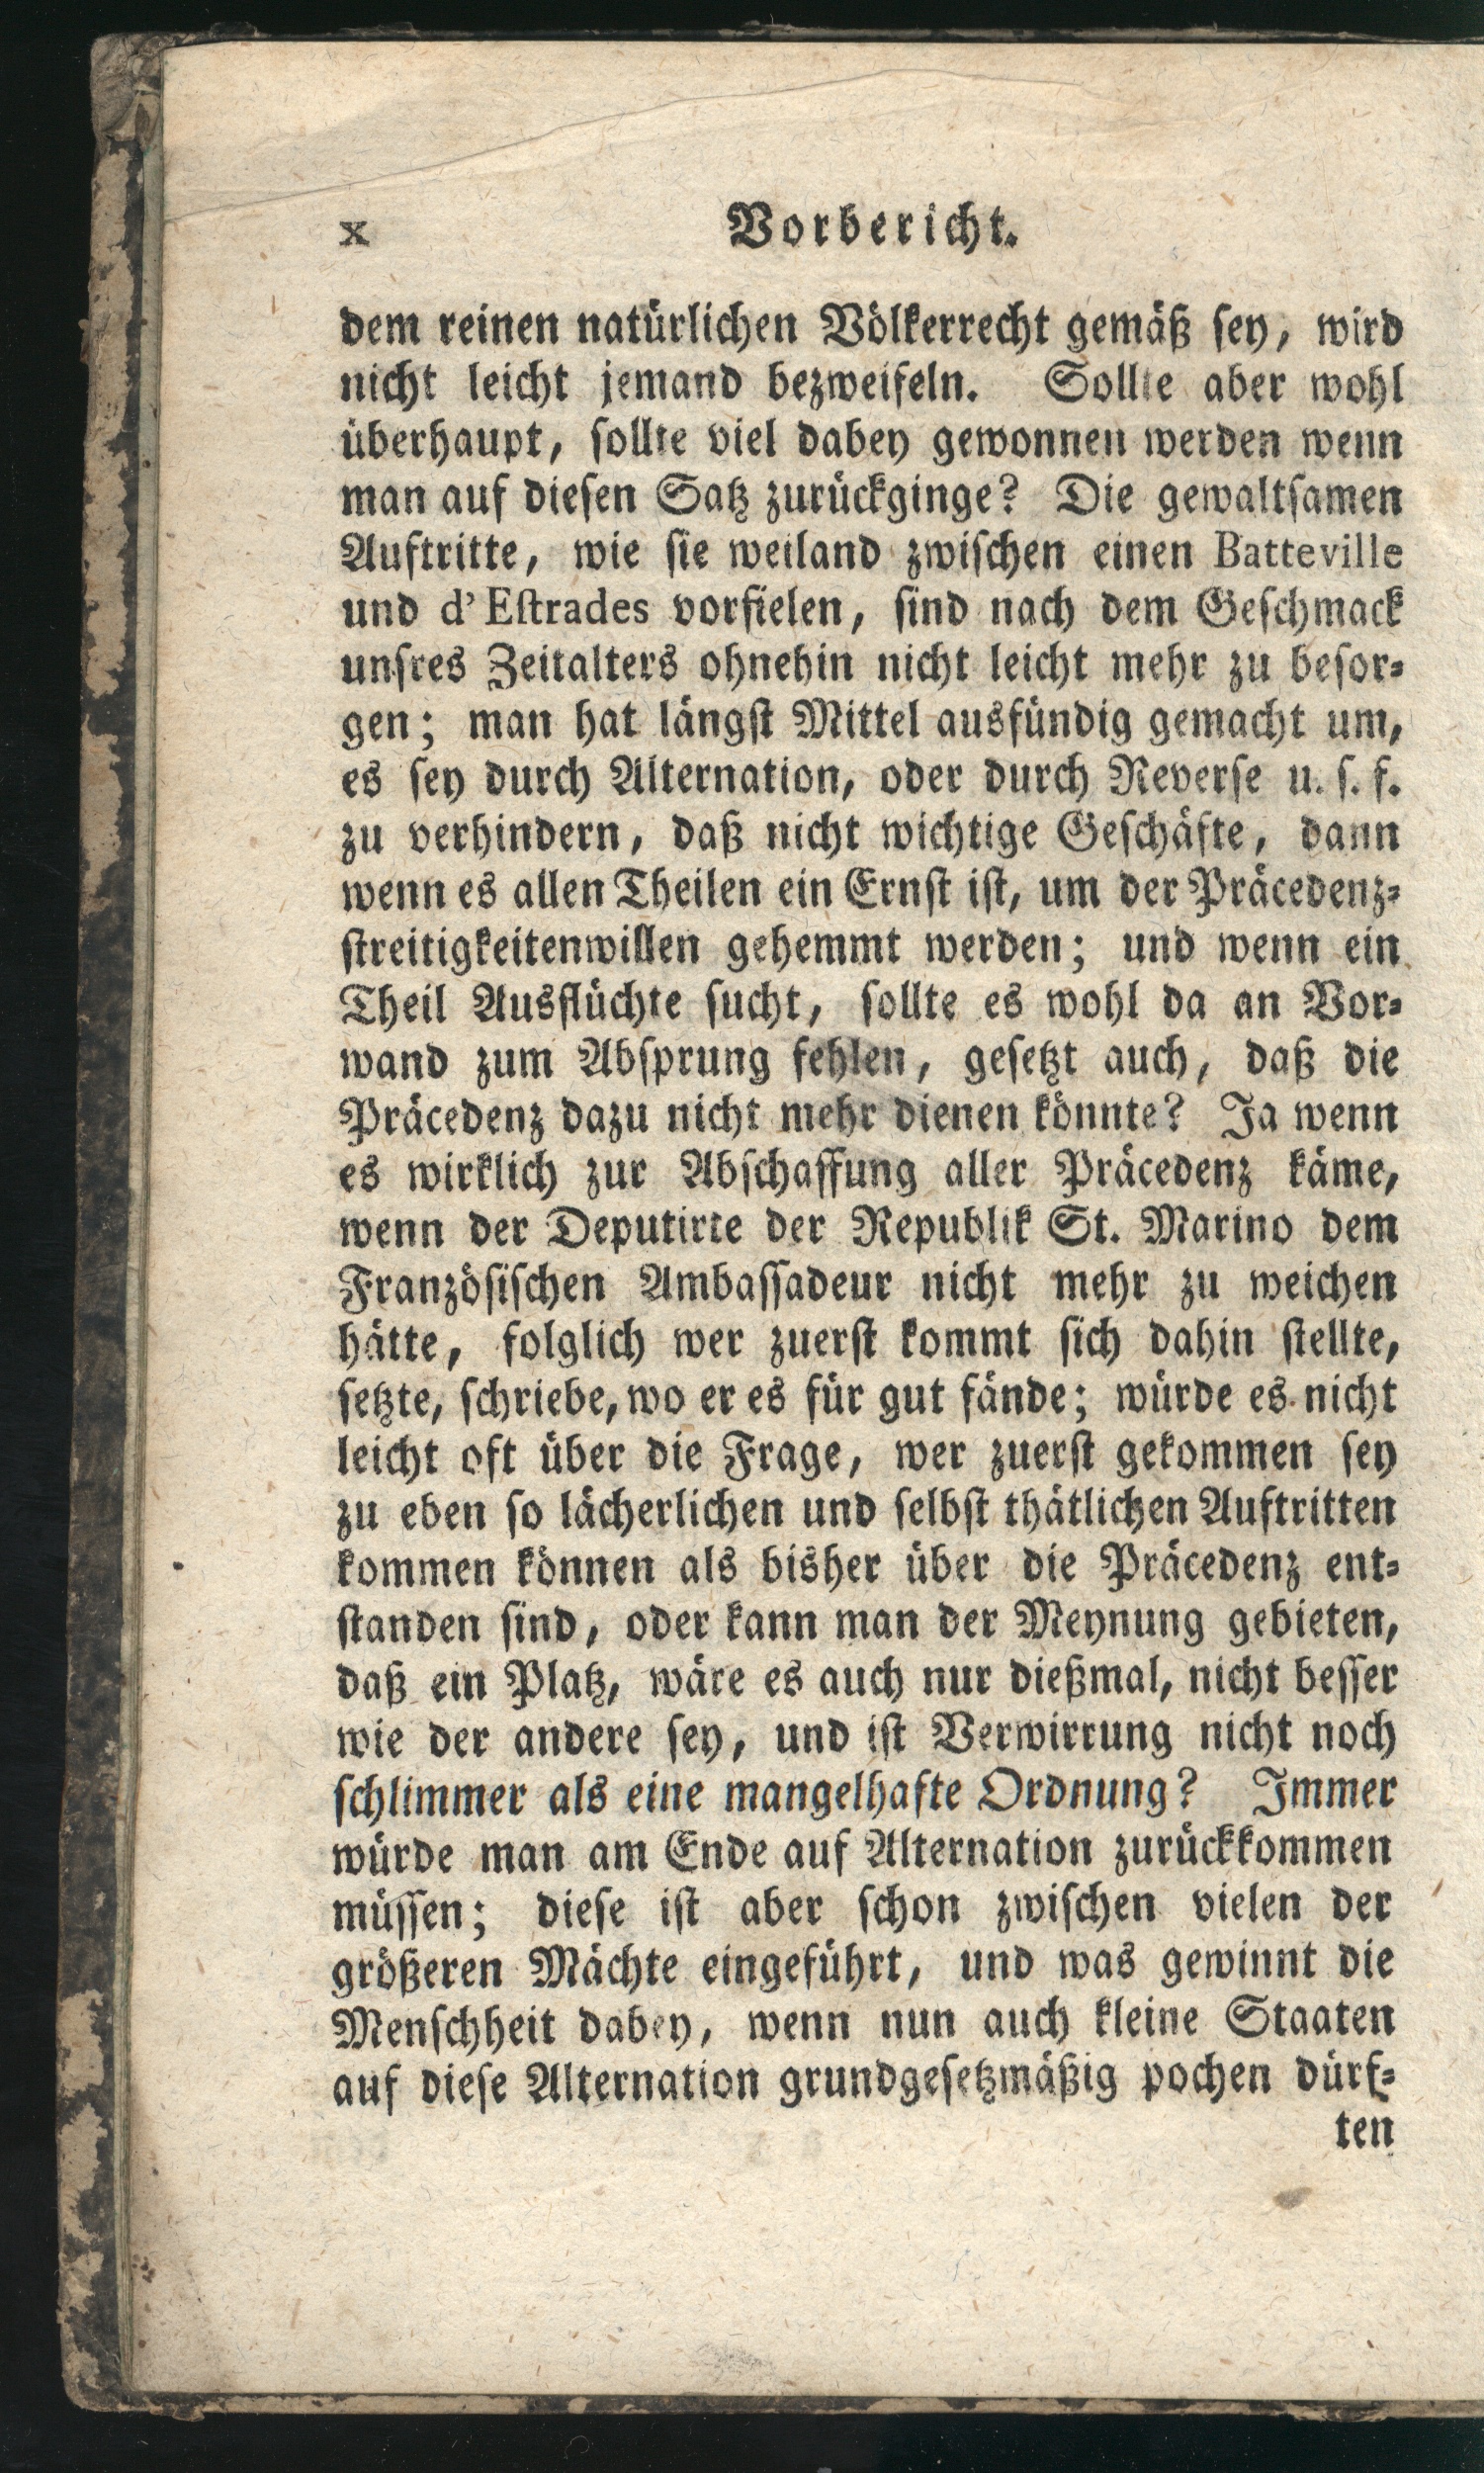 x Vorbericht.
dem reinen natürlichen Völkerrecht gemäß sey, wird
nicht leicht jemand bezweifeln. Sollte aber wohl
überhaupt, sollte viel dabey gewonnen werden wenn
man auf diesen Satz zurückginge? Die gewaltsamen
Auftritte, wie sie weiland zwischen einen Batteville
und d'Estrades vorfielen, sind nach dem Geschmack
unsres Zeitalters ohnehin nicht leicht mehr zu besor-
gen; man hat längst Mittel ausfündig gemacht um,
es sey durch Alternation, oder durch Reverse u. s. f.
zu verhindern, daß nicht wichtige Geschäfte, dann
wenn es allen Theilen ein Ernst ist, um der Präcedenz-
streitigkeitenwillen gehemmt werden; und wenn ein
Theil Ausflüchte sucht, sollte es wohl da an Vor-
wand zum Absprung fehlen, gesetzt auch, daß die
Präcedenz dazu nicht mehr dienen könnte? Ja wenn
es wirklich zur Abschaffung aller Präcedenz käme,
wenn der Deputirte der Republik St. Marino dem
Französischen Ambassadeur nicht mehr zu weichen
hätte, folglich wer zuerst kommt sich dahin stellte,
setzte, schriebe, wo er es für gut fände; würde es nicht
leicht oft über die Frage, wer zuerst gekommen sey
zu eben so lächerlichen und selbst thätlichen Auftritten
kommen können als bisher über die Präcedenz ent-
standen sind, oder kann man der Meynung gebieten,
daß ein Platz, wäre es auch nur dießmal, nicht besser
wie der andere sey, und ist Verwirrung nicht noch
schlimmer als eine mangelhafte Ordnung? Immer
würde man am Ende auf Alternation zurückkommen
müssen; diese ist aber schon zwischen vielen der
größeren Mächte eingeführt, und was gewinnt die
Menschheit dabey, wenn nun auch kleine Staaten
auf diese Alternation grundgesetzmäßig pochen dürf-
ten